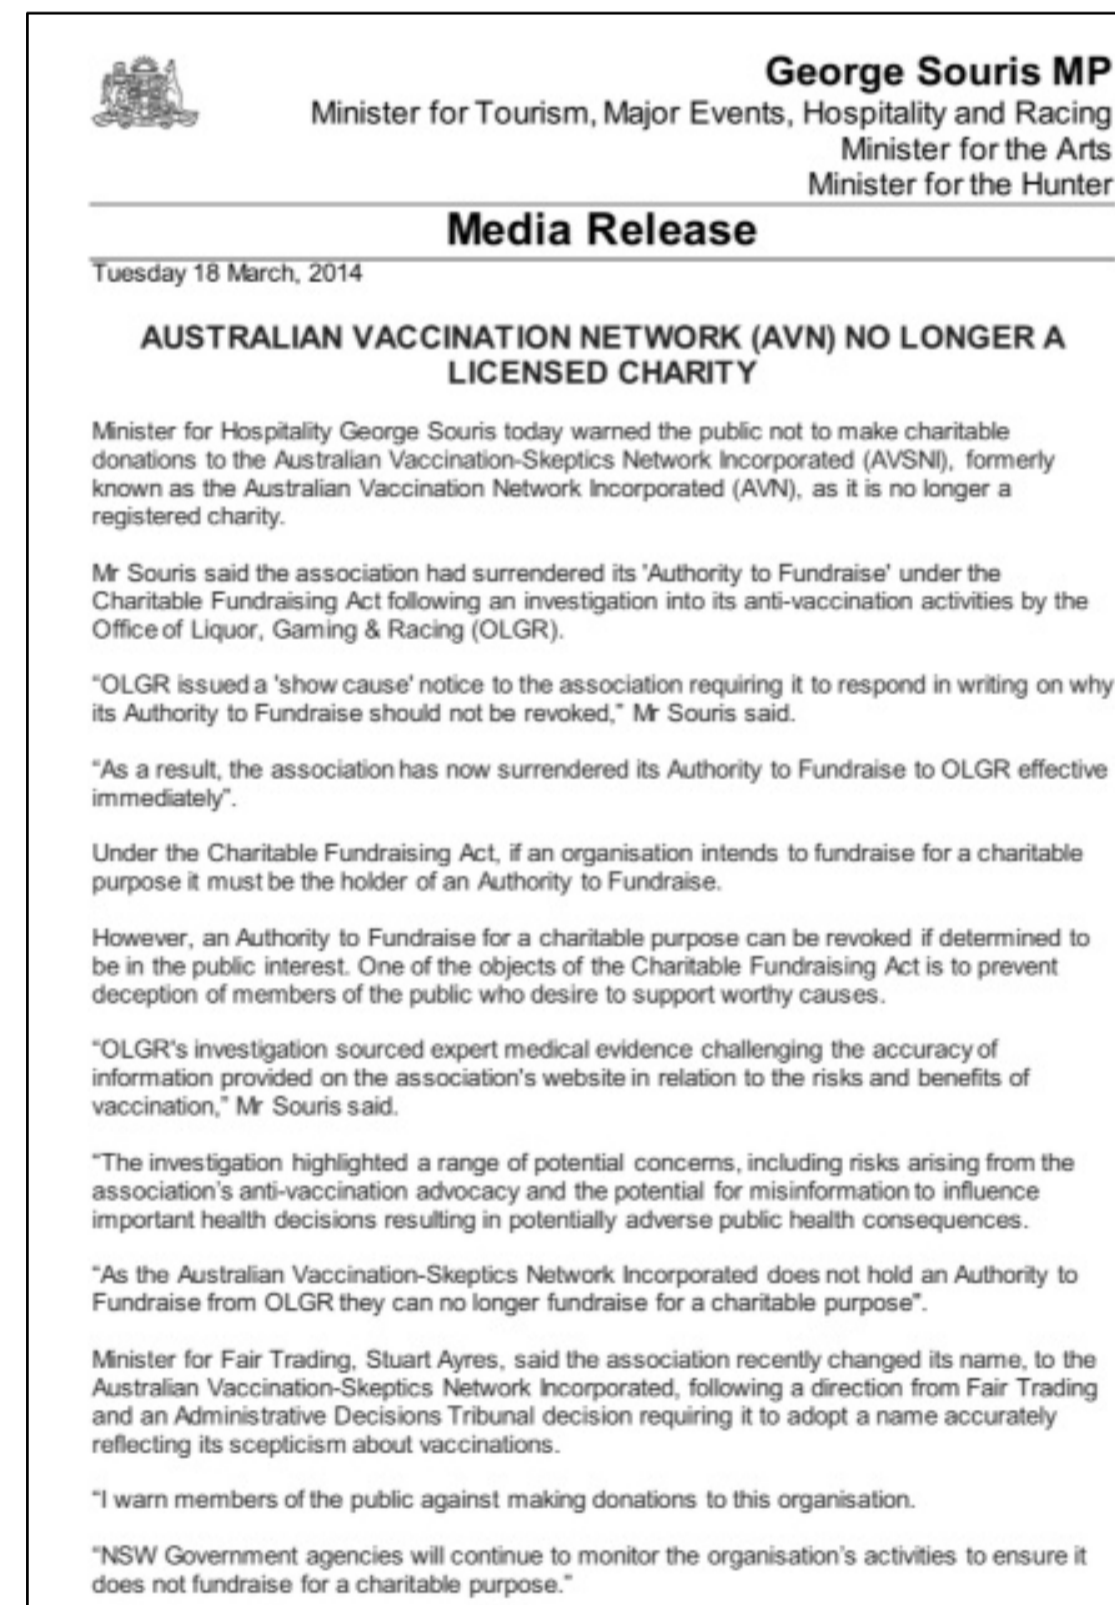 George Souris MP
Minister for Tourism, Major Events, Hospitality and Racing
Minister for the Arts
Minister for the Hunter
Media Release
Tuesday 18 March, 2014
AUSTRALIAN VACCINATION NETWORK (AVN) NO LONGER A
LICENSED CHARITY
Minister for Hospitality George Souris today warned the public not to make charitable
donations to the Australian Vaccination-Skeptics Network Incorporated (AVSNI), formerly
known as the Australian Vaccination Network Incorporated (AVN), as it is no longer a
registered charity.
Mr Souris said the association had surrendered its 'Authority to Fundraise' under the
Charitable Fundraising Act following an investigation into its anti-vaccination activities by the
Office of Liquor, Gaming & Racing (OLGR).
“OLGR issued a 'show cause' notice to the association requiring it to respond in writing on why
its Authority to Fundraise should not be revoked,” Mr Souris said.
“As a result, the association has now surrendered its Authority to Fundraise to OLGR effective
immediately”.
Under the Charitable Fundraising Act, if an organisation intends to fundraise for a charitable
purpose it must be the holder of an Authority to Fundraise.
However, an Authority to Fundraise for a charitable purpose can be revoked if determined to
be in the public interest. One of the objects of the Charitable Fundraising Act is to prevent
deception of members of the public who desire to support worthy causes.
“OLGR's investigation sourced expert medical evidence challenging the accuracy of
information provided on the association's website in relation to the risks and benefits of
vaccination,” Mr Souris said.
“The investigation highlighted a range of potential concerns, including risks arising from the
association's anti-vaccination advocacy and the potential for misinformation to influence
important health decisions resulting in potentially adverse public health consequences.
“As the Australian Vaccination-Skeptics Network Incorporated does not hold an Authority to
Fundraise from OLGR they can no longer fundraise for a charitable purpose”.
Minister for Fair Trading, Stuart Ayres, said the association recently changed its name, to the
Australian Vaccination-Skeptics Network Incorporated, following a direction from Fair Trading
and an Administrative Decisions Tribunal decision requiring it to adopt a name accurately
reflecting its scepticism about vaccinations.
“I warn members of the public against making donations to this organisation.
“NSW Government agencies will continue to monitor the organisation's activities to ensure it
does not fundraise for a charitable purpose.”